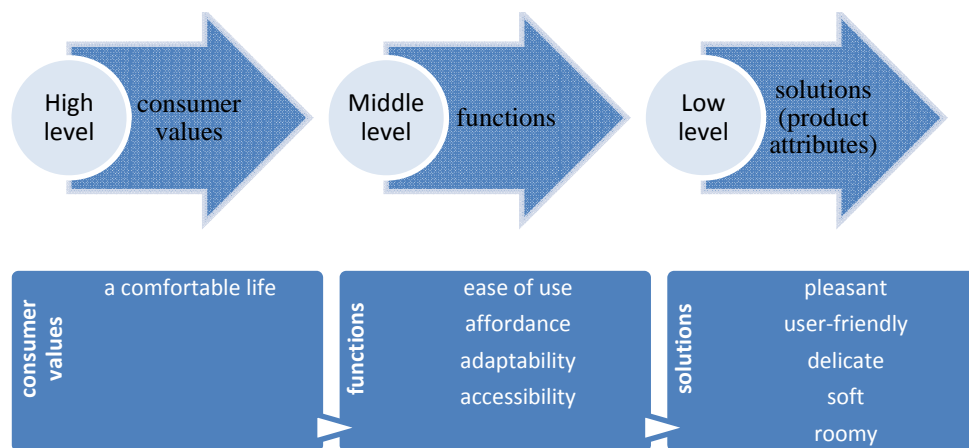 High
level
consumer
values
Middle
level
functions
Low
level
solutions
(product
attributes)
consumer
values
a comfortable life
functions
ease of use
affordance
adaptability
accessibility
solutions
pleasant
user-friendly
delicate
soft
roomy